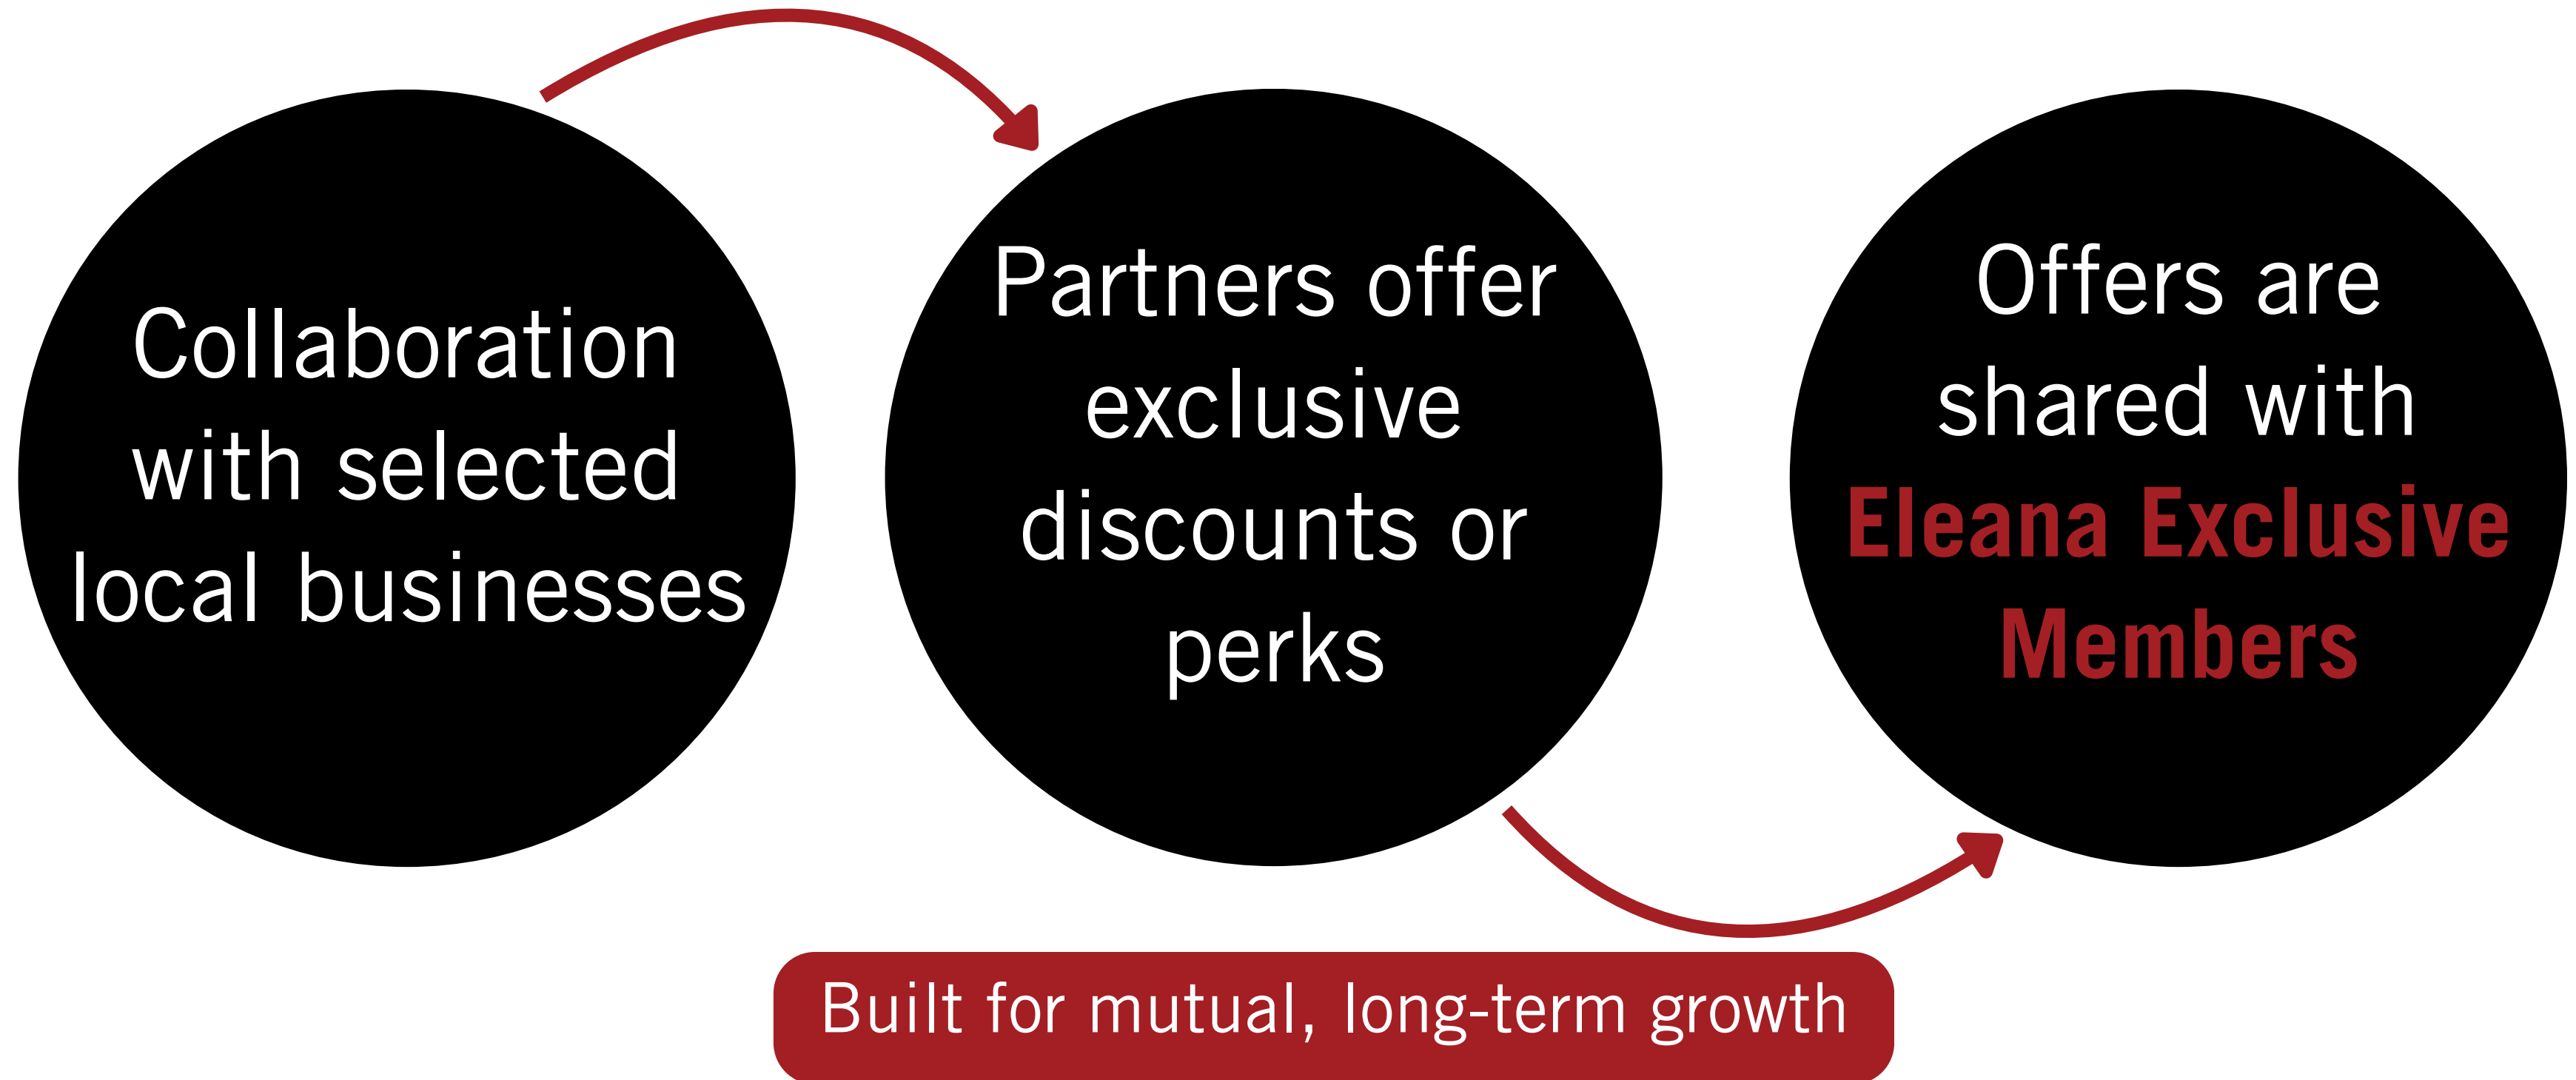 Collaboration
with selected
local businesses
Partners offer
exclusive
discounts or
perks
Offers are
shared with
Eleana Exclusive
Members
Built for mutual, long-term growth